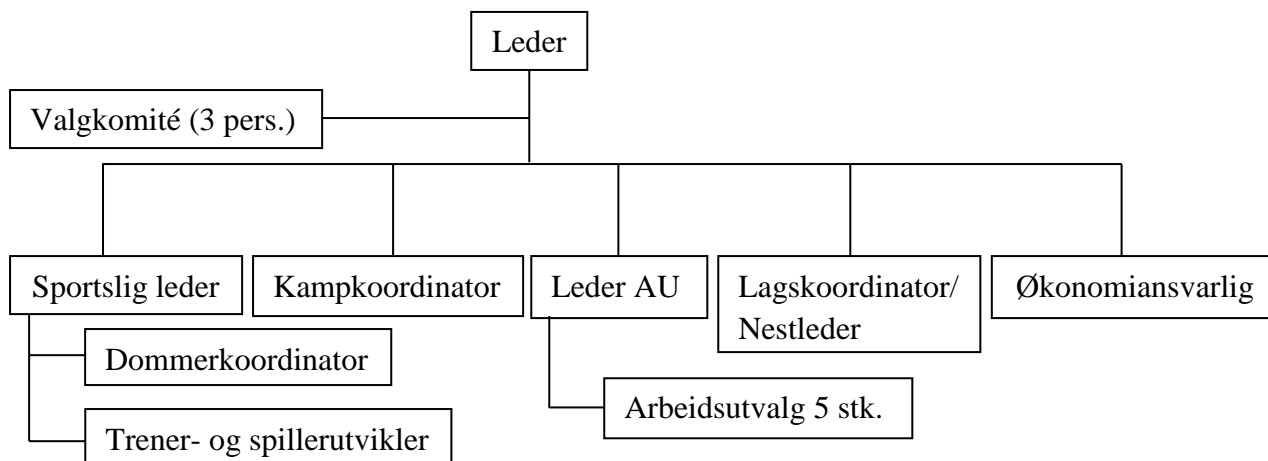 Leder
Valgkomité (3 pers.)
Sportslig leder
Kampkoordinator
Leder AU
Lagskoordinator/
Nestleder
Økonomiansvarlig
Dommerkoordinator
Arbeidsutvalg 5 stk.
Trener- og spillerutvikler